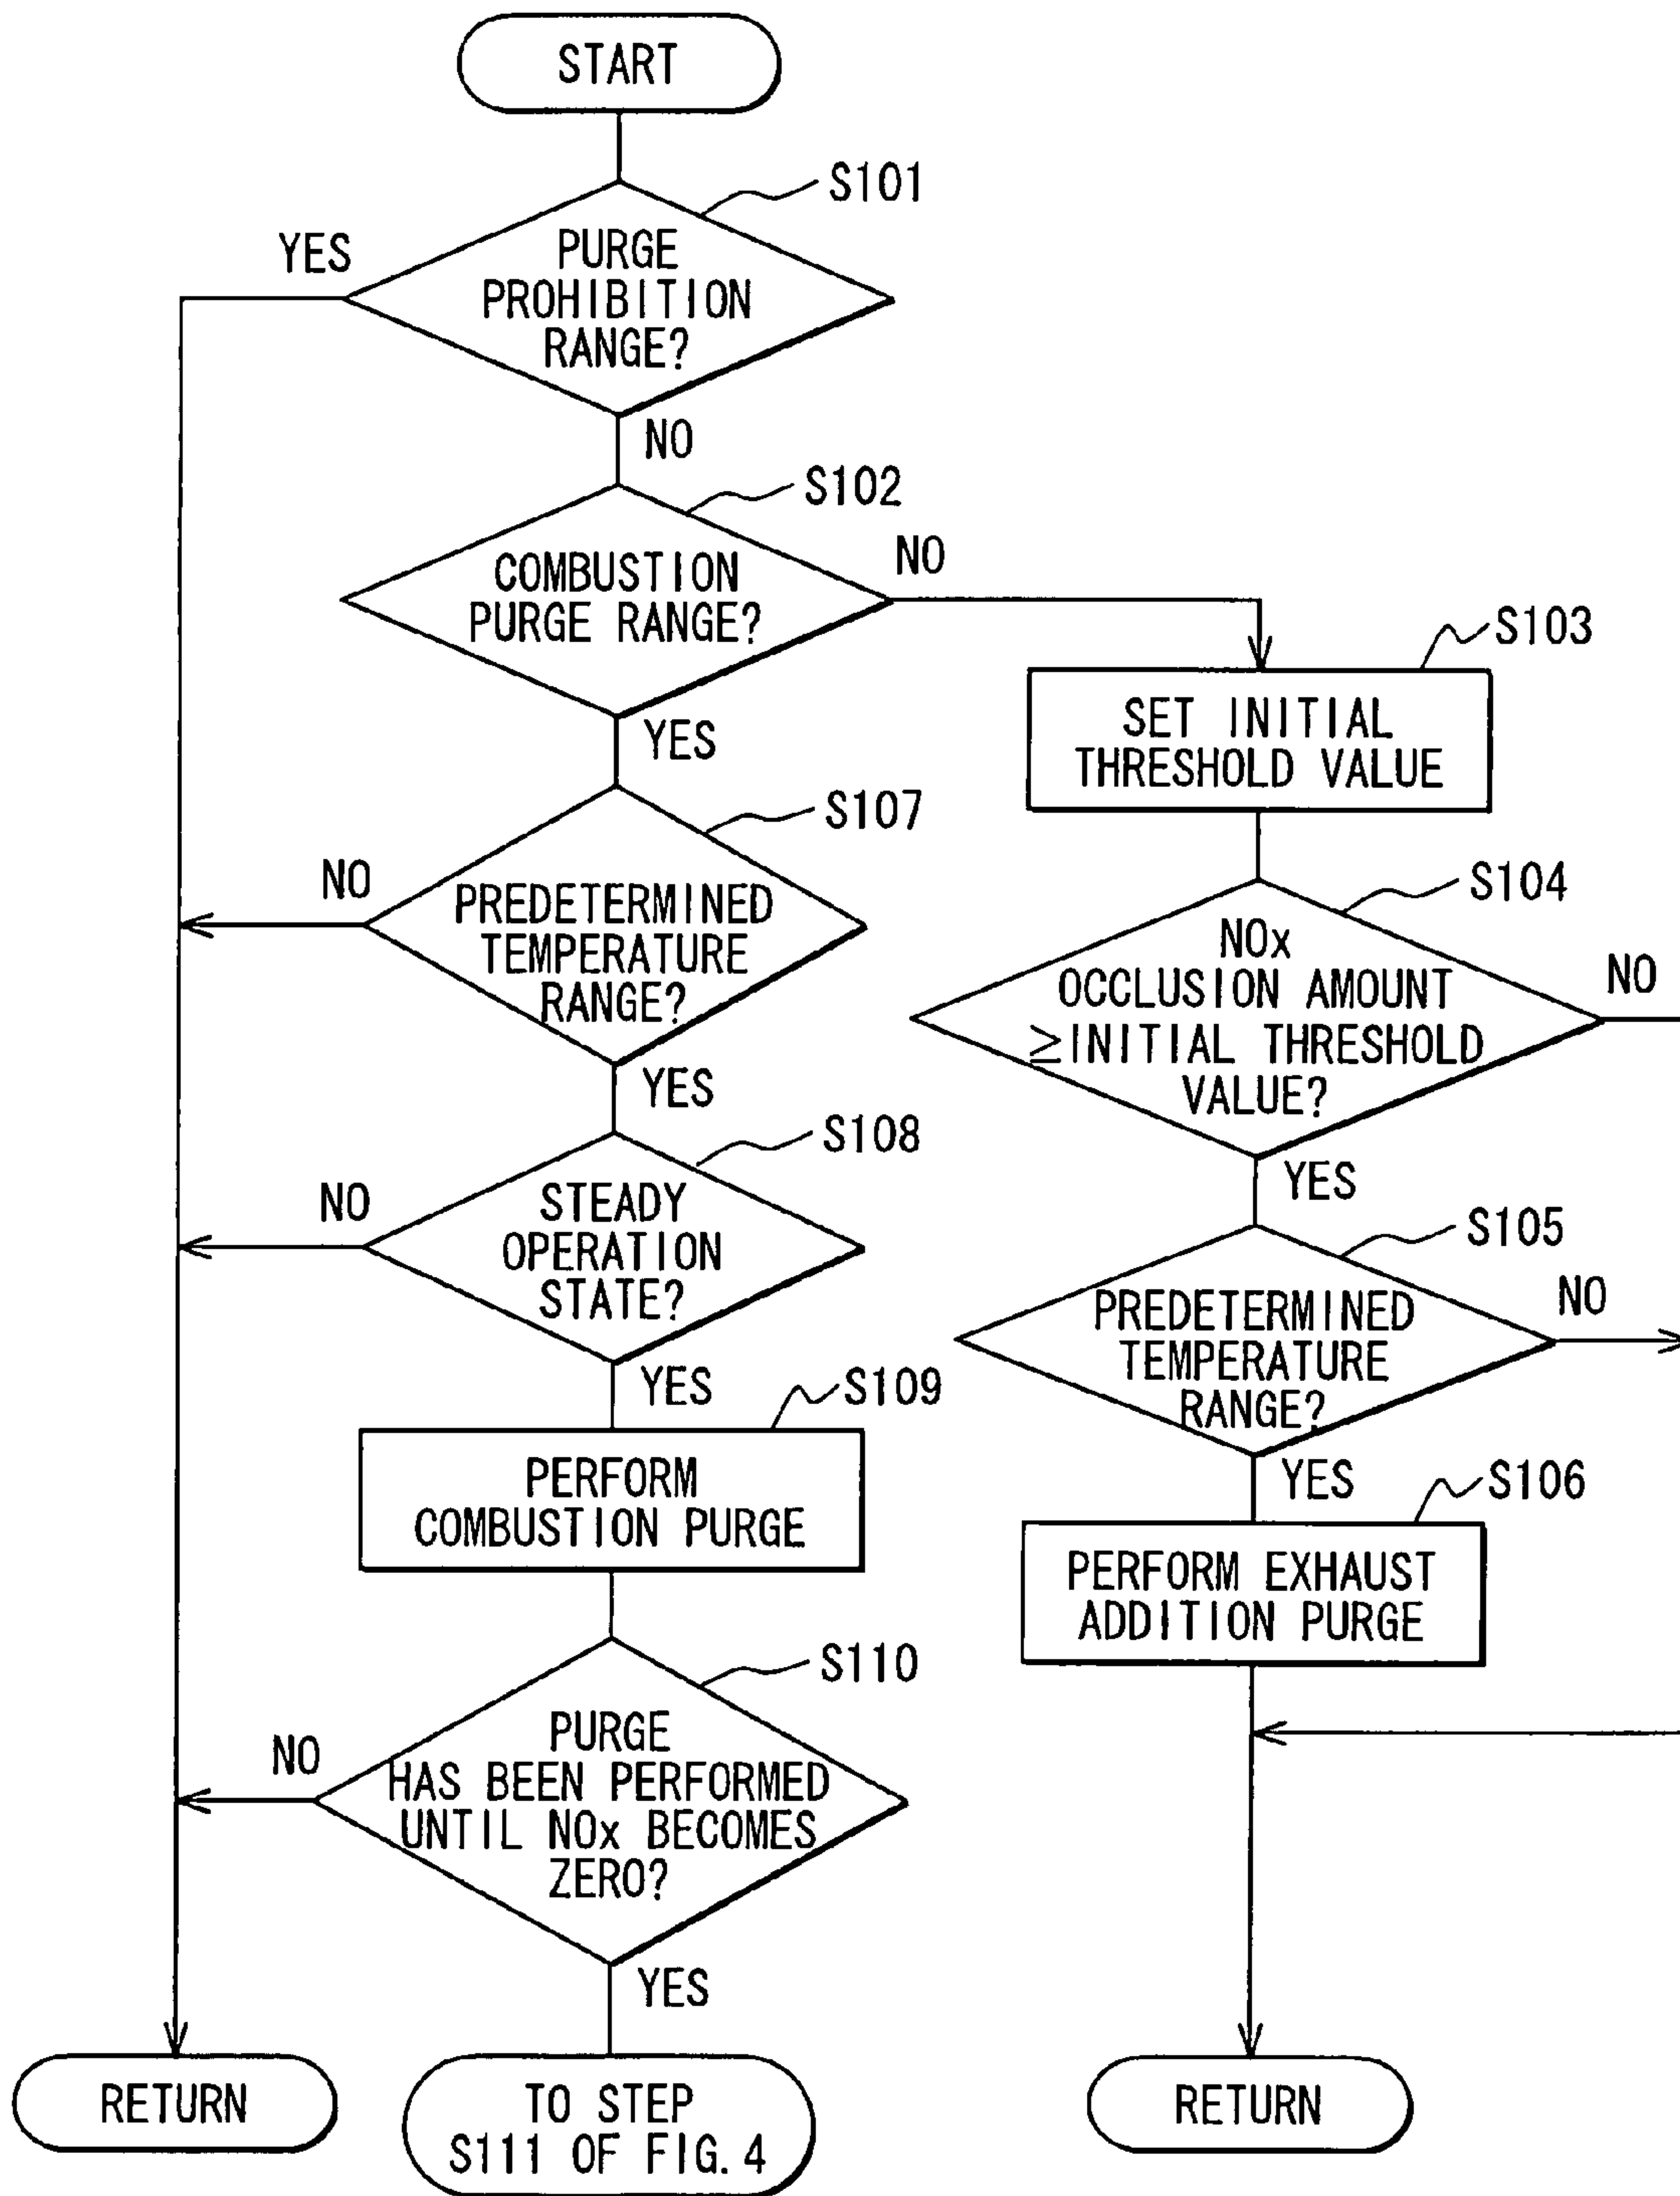 START
S101
YES
PURGE
PROHIBITION
RANGE?
NO
S102
COMBUSTION
PURGE RANGE?
NO
YES
S103
SET INITIAL
THRESHOLD VALUE
S107
NO
PREDETERMINED
TEMPERATURE
RANGE?
YES
S104
NOx
OCCLUSION AMOUNT
≥INITIAL THRESHOLD
VALUE?
NO
YES
S108
NO
STEADY
OPERATION
STATE?
YES
S105
PREDETERMINED
TEMPERATURE
RANGE?
NO
YES
S109
PERFORM
COMBUSTION PURGE
S106
PERFORM EXHAUST
ADDITION PURGE
S110
NO
PURGE
HAS BEEN PERFORMED
UNTIL NOx BECOMES
ZERO?
YES
RETURN
TO STEP
S111 OF FIG.4
RETURN